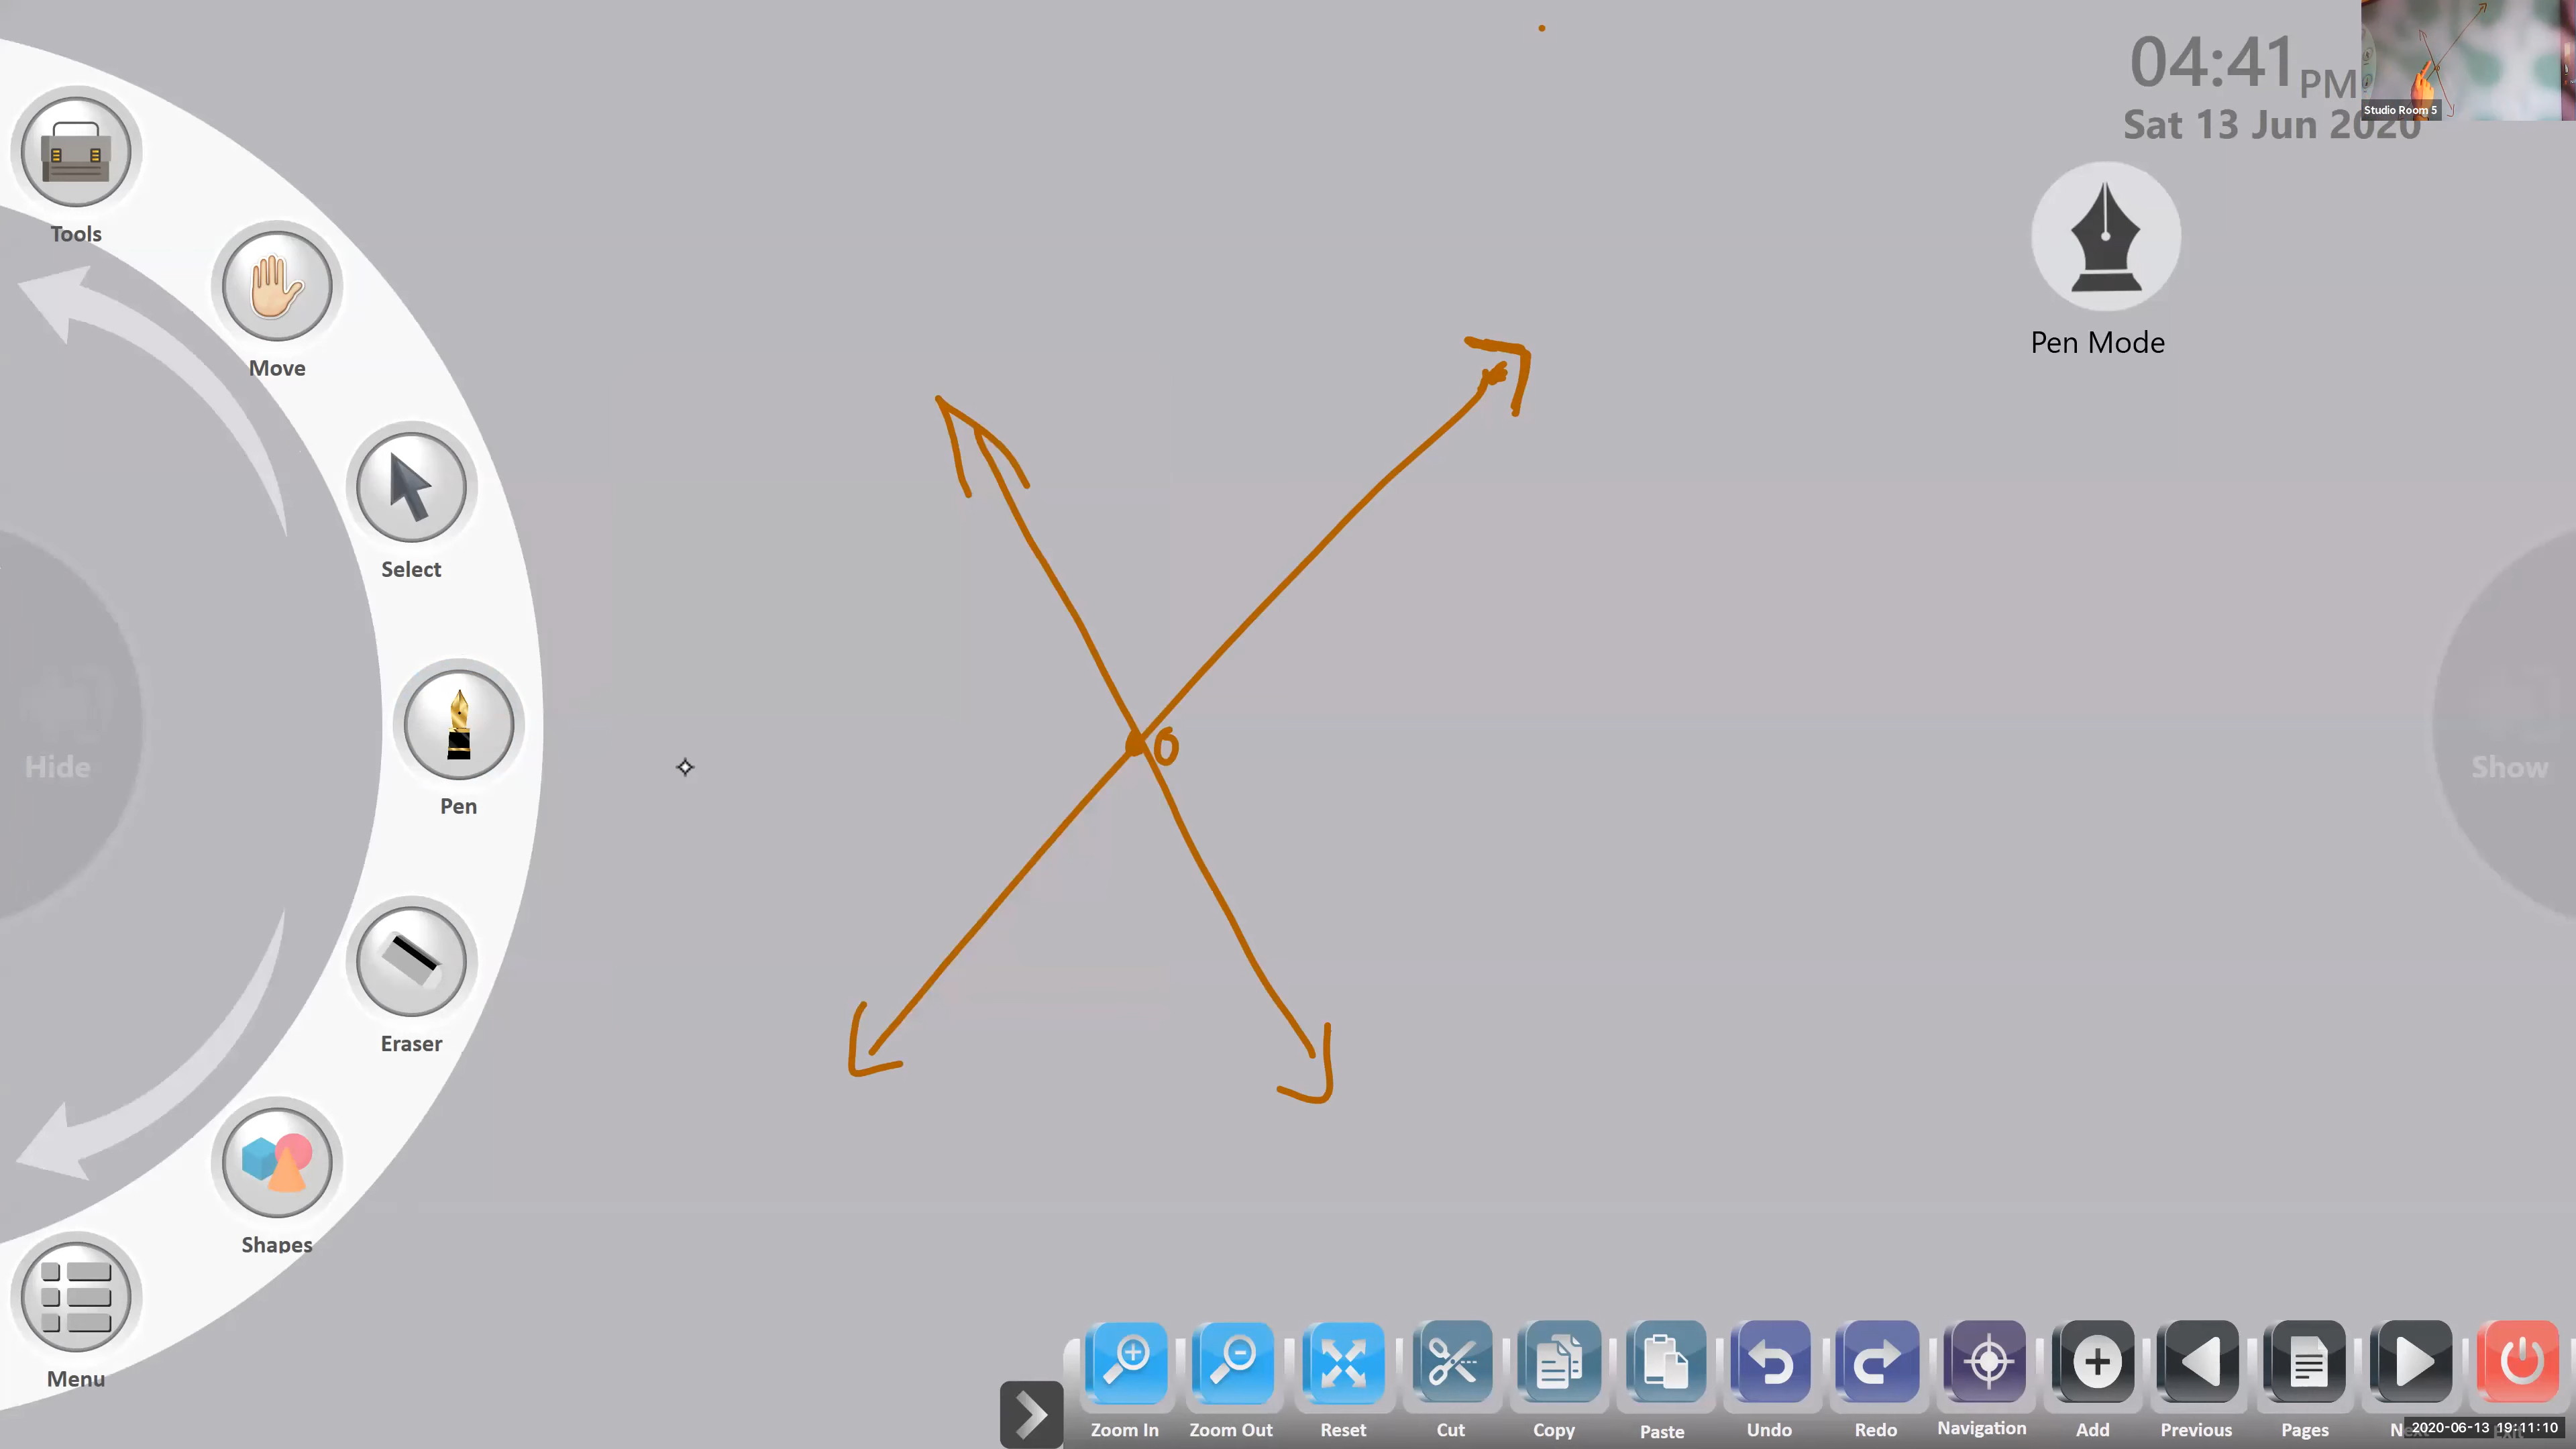 04:41 PM
Studio Room 5
Sat 13 Jun 2020
Tools
Move
Pen Mode
Select
O
Hide
Show
Pen
Eraser
Shapes
Menu
Zoom In
Zoom Out
Reset
Cut
Copy
Paste
Undo
Redo
Navigation
Add
Previous
Pages
2020-06-13 19:11:10